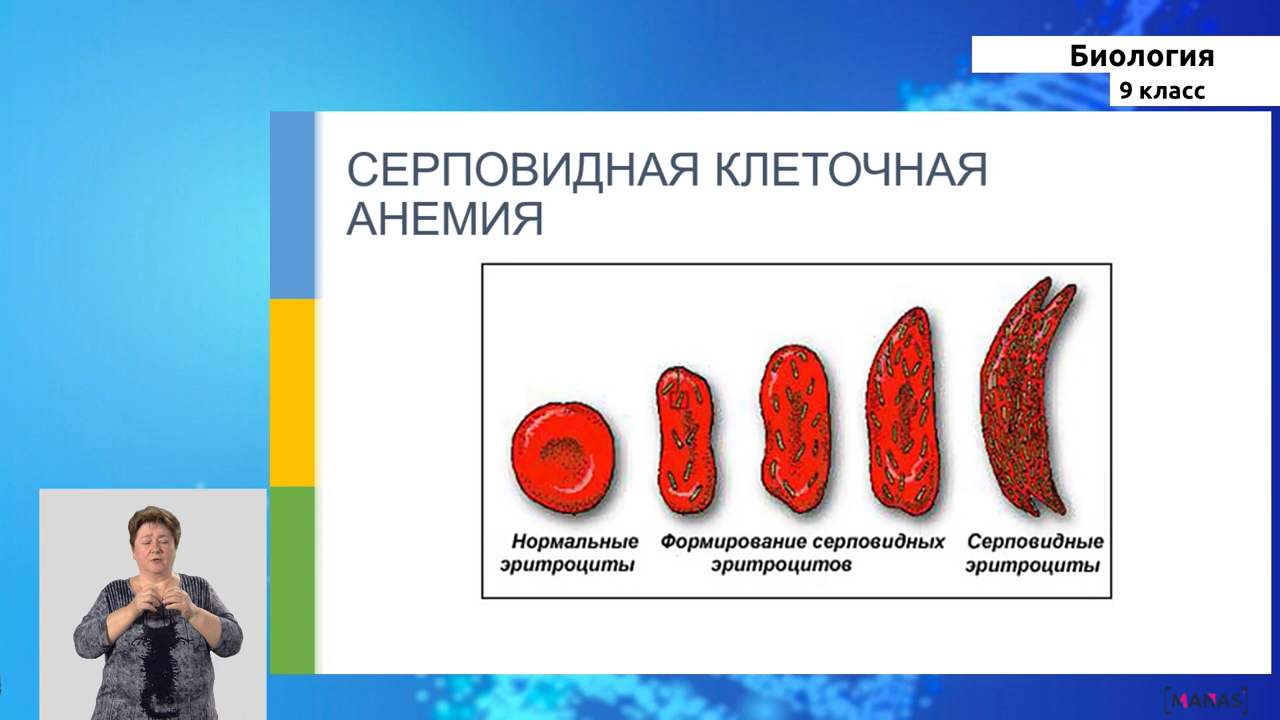 Биология
9 класс
СЕРПОВИДНАЯ КЛЕТОЧНАЯ
АНЕМИЯ
Нормальные
эритроциты
Формирование серповидных
эритроцитов
Серповидные
эритроциты
[MANAS]